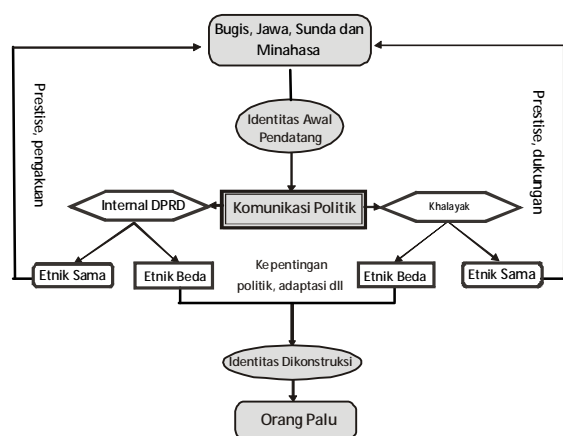 Bugis, Jawa, Sunda dan
Minahasa
Identitas Awal
Pendatang
Prestise, pengakuan
Prestise, dukungan
Internal DPRD
Komunikasi Politik
Khalayak
Etnik Sama
Etnik Beda
Kepentingan
politik, adaptasi dll
Etnik Beda
Etnik Sama
Identitas Dikonstruksi
Orang Palu